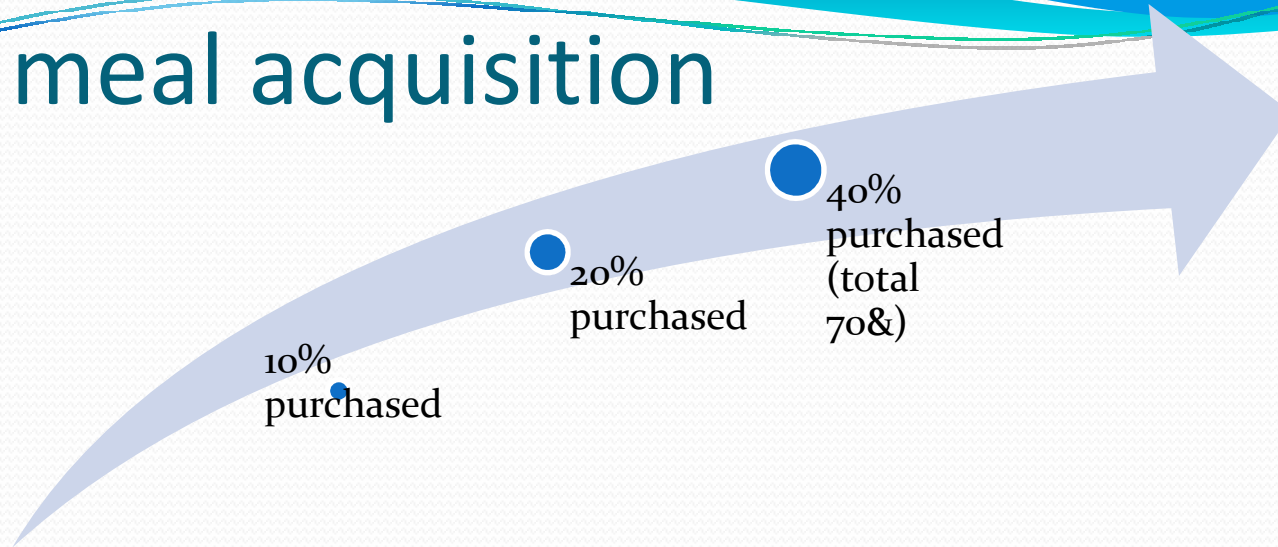 meal acquisition
10%
purchased
20%
purchased
40%
purchased
(total
70&)